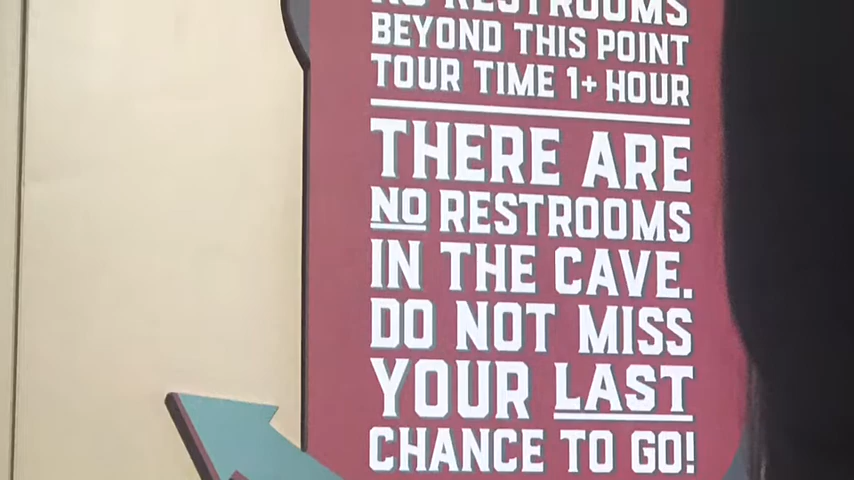 NO RESTROOMS
BEYOND THIS POINT
TOUR TIME 1+ HOUR
THERE ARE
NO RESTROOMS
IN THE CAVE.
DO NOT MISS
YOUR LAST
CHANCE TO GO!